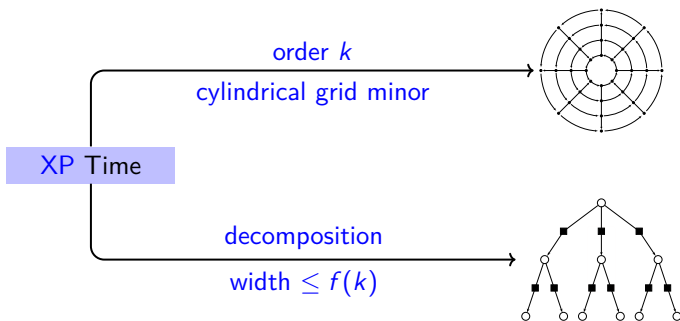 order k
cylindrical grid minor
XP Time
decomposition
width ≤ f(k)